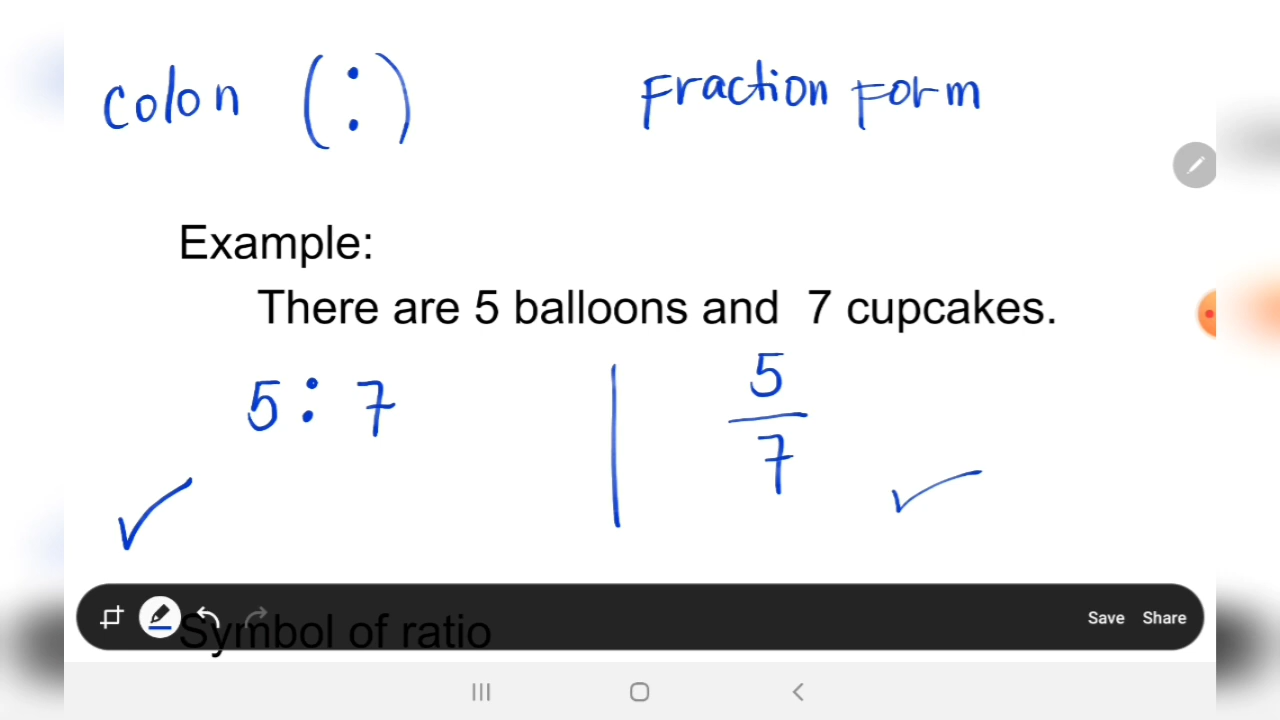 colon (:) Fraction Form
Example:
There are 5 balloons and 7 cupcakes.
5 : 7
5
7
Save Share
Symbol of ratio